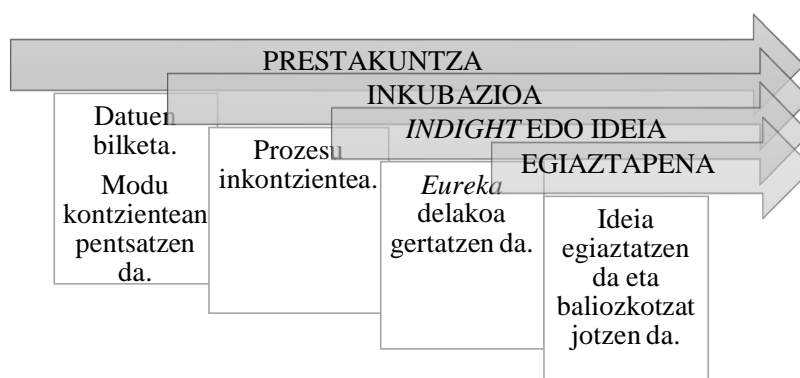 PRESTAKUNTZA
INKUBAZIOA
INDIGHT EDO IDEIA
EGIAZTAPENA
Datuen
bilketa.
Modu
kontzientean
pentsatzen
da.
Prozesu
inkontzientea.
Eureka
delakoa
gertatzen da.
Ideia
egiaztatzen
da eta
baliozkotzat
jotzen da.